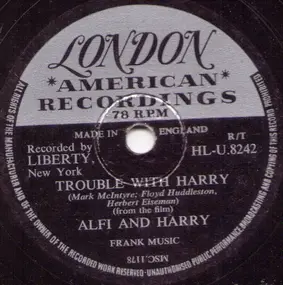 LONDON
*AMERICAN*
RECORDINGS
78 RPM
MADE IN ENGLAND
Recorded by
LIBERTY,
New York
R/T
HL-U.8242
TROUBLE WITH HARRY
(Mark McIntyre; Floyd Huddleston,
Herbert Eiseman)
(from the film)
ALFI AND HARRY
FRANK MUSIC
MSC.1178
ALL RIGHTS OF THE MANUFACTURER AND OF THE OWNER OF THE RECORDED WORK RESERVED·UNAUTHORISED PUBLIC PERFORMANCE BROADCASTING AND COPYING OF THIS RECORD PROHIBITED